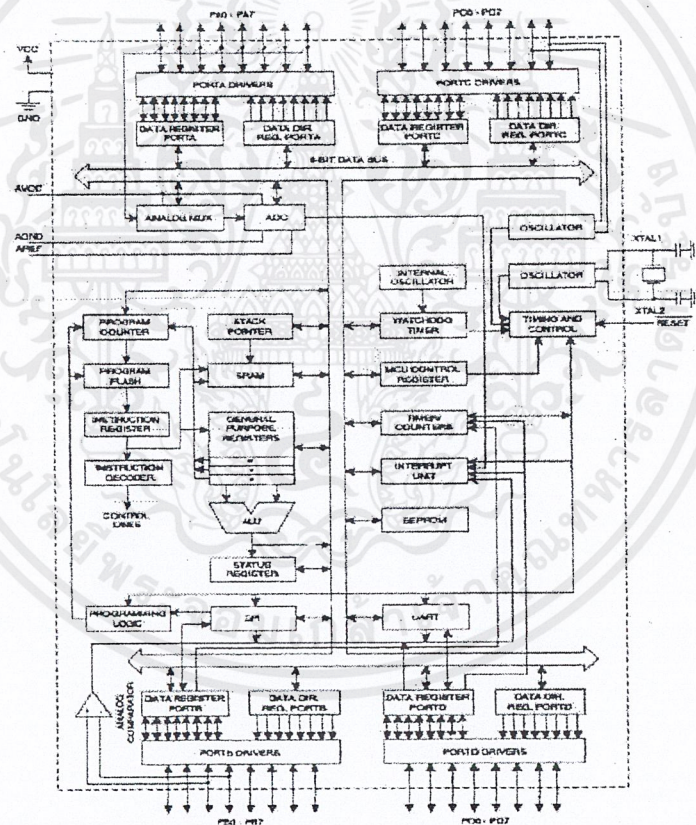 PA0 - PA7
PC0 - PC7
VCC
GND
PORTA DRIVERS
PORTC DRIVERS
DATA REGISTER
PORTA
DATA DIR.
REG. PORTA
DATA REGISTER
PORTC
DATA DIR.
REG. PORTC
8-BIT DATA BUS
AVCC
ANALOG MUX
ADC
AGND
AREF
OSCILLATOR
XTAL1
INTERNAL
OSCILLATOR
OSCILLATOR
XTAL2
PROGRAM
COUNTER
STACK
POINTER
WATCHDOG
TIMER
TIMING AND
CONTROL
RESET
PROGRAM
FLASH
SRAM
MCU CONTROL
REGISTER
INSTRUCTION
REGISTER
GENERAL
PURPOSE
REGISTERS
TIMER/
COUNTERS
INSTRUCTION
DECODER
INTERRUPT
UNIT
CONTROL
LINES
ALU
EEPROM
STATUS
REGISTER
PROGRAMMING
LOGIC
SPI
UART
ANALOG
COMPARATOR
DATA REGISTER
PORTB
DATA DIR.
REG. PORTB
DATA REGISTER
PORTD
DATA DIR.
REG. PORTD
PORTB DRIVERS
PORTD DRIVERS
PB0 - PB7
PD0 - PD7